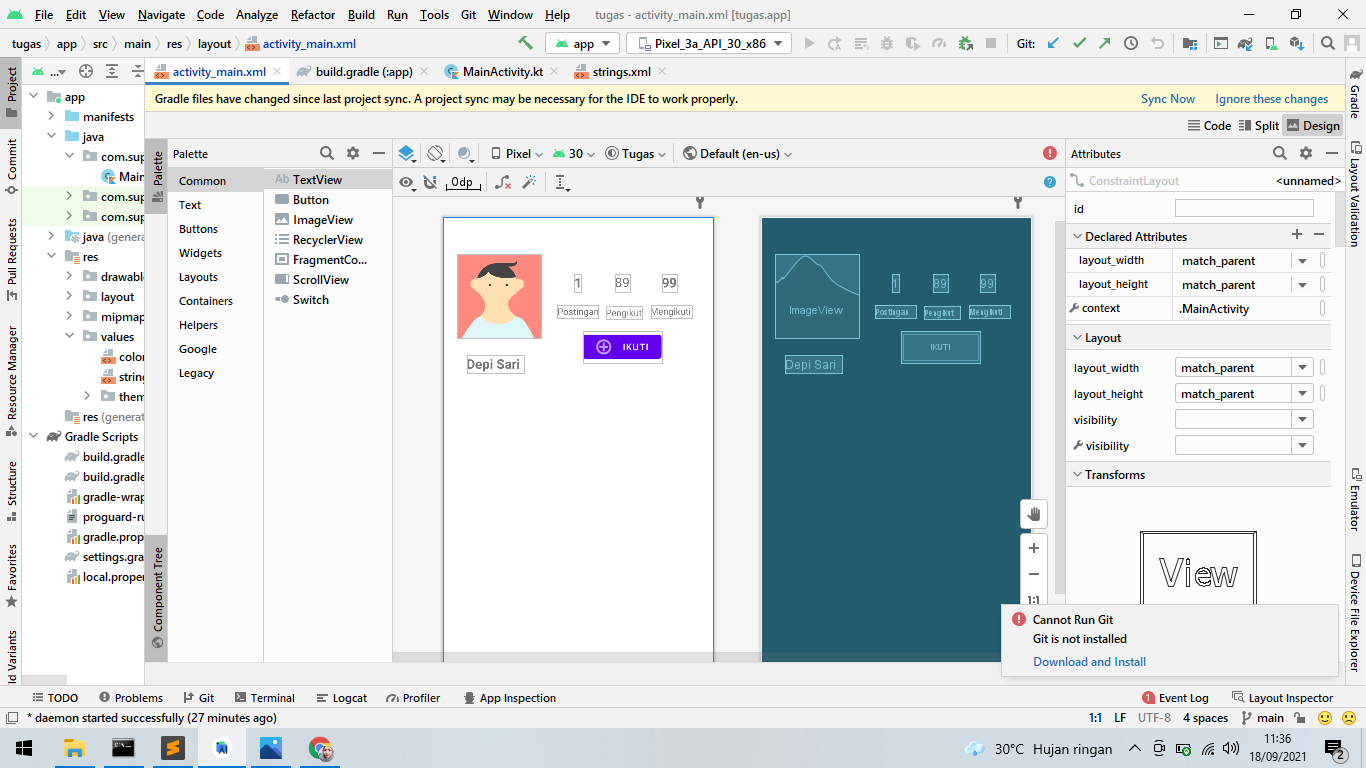 File Edit View Navigate Code Analyze Refactor Build Run Tools Git Window Help tugas - activity_main.xml [tugas.app]
tugas app src main res layout activity_main.xml app Pixel_3a_API_30_x86 Git:
activity_main.xml build.gradle (:app) MainActivity.kt strings.xml
Gradle files have changed since last project sync. A project sync may be necessary for the IDE to work properly. Sync Now Ignore these changes
Code Split Design
Project
Commit
Pull Requests
Resource Manager
Structure
Favorites
ld Variants
...
app
manifests
java
com.sup
Main
com.sup
com.sup
java (genera
res
drawabl
layout
mipmap
values
color
string
them
res (generat
Gradle Scripts
build.gradle
build.gradle
gradle-wrap
proguard-ru
gradle.prop
settings.gra
local.proper
Palette
Component Tree
Palette
Common
Text
Buttons
Widgets
Layouts
Containers
Helpers
Google
Legacy
Ab TextView
Button
ImageView
RecyclerView
FragmentCo...
ScrollView
Switch
Pixel 30 Tugas Default (en-us)
0dp
1 89 99
Postingan Pengikut Mengikuti
IKUTI
Depi Sari
ImageView
1 89 99
Postingan Pengikut Mengikuti
IKUTI
Depi Sari
1:1
Attributes
ConstraintLayout <unnamed>
id
Declared Attributes
layout_width match_parent
layout_height match_parent
context .MainActivity
Layout
layout_width match_parent
layout_height match_parent
visibility
visibility
Transforms
View
Cannot Run Git
Git is not installed
Download and Install
Gradle
Layout Validation
Emulator
Device File Explorer
TODO Problems Git Terminal Logcat Profiler App Inspection 1 Event Log Layout Inspector
* daemon started successfully (27 minutes ago) 1:1 LF UTF-8 4 spaces main
30°C Hujan ringan 11:36
18/09/2021
2